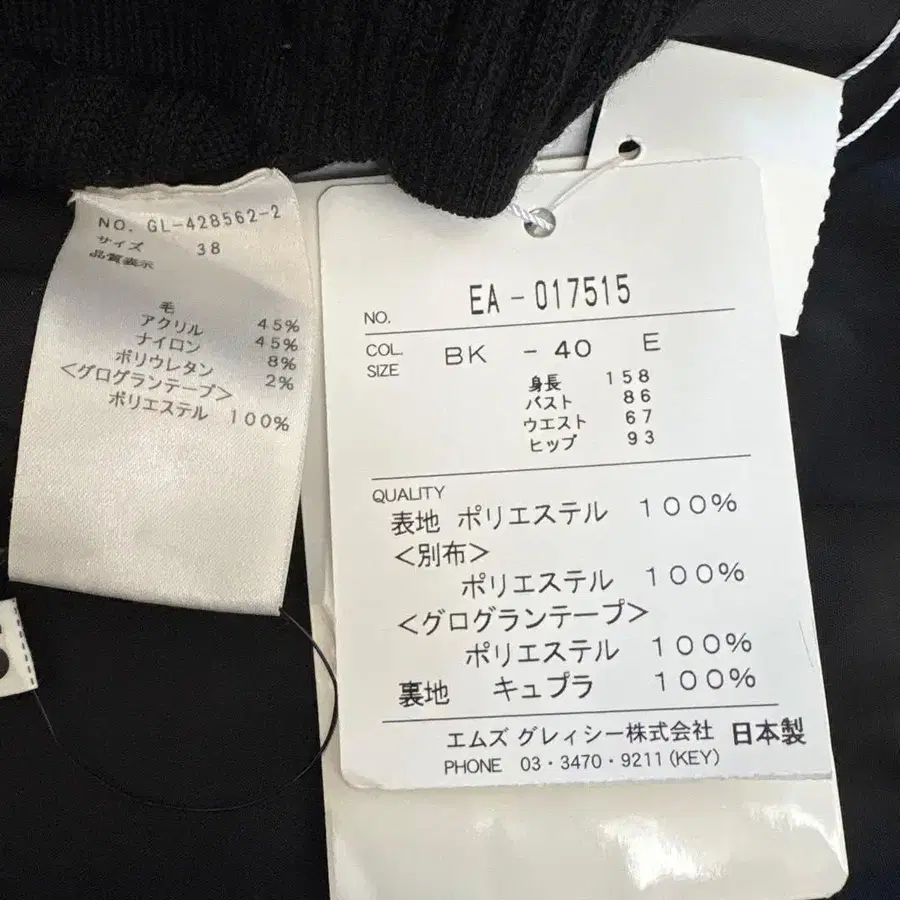 NO. GL-428562-2
サイズ 38
品質表示
毛 45%
アクリル 45%
ナイロン 8%
ポリウレタン 2%
<グログランテープ>
ポリエステル 100%
NO. EA-017515
COL. SIZE BK - 40 E
身長 158
バスト 86
ウエスト 67
ヒップ 93
QUALITY
表地 ポリエステル 100%
<別布>
ポリエステル 100%
<グログランテープ>
ポリエステル 100%
裏地 キュプラ 100%
エムズ グレィシー株式会社 日本製
PHONE 03・3470・9211(KEY)